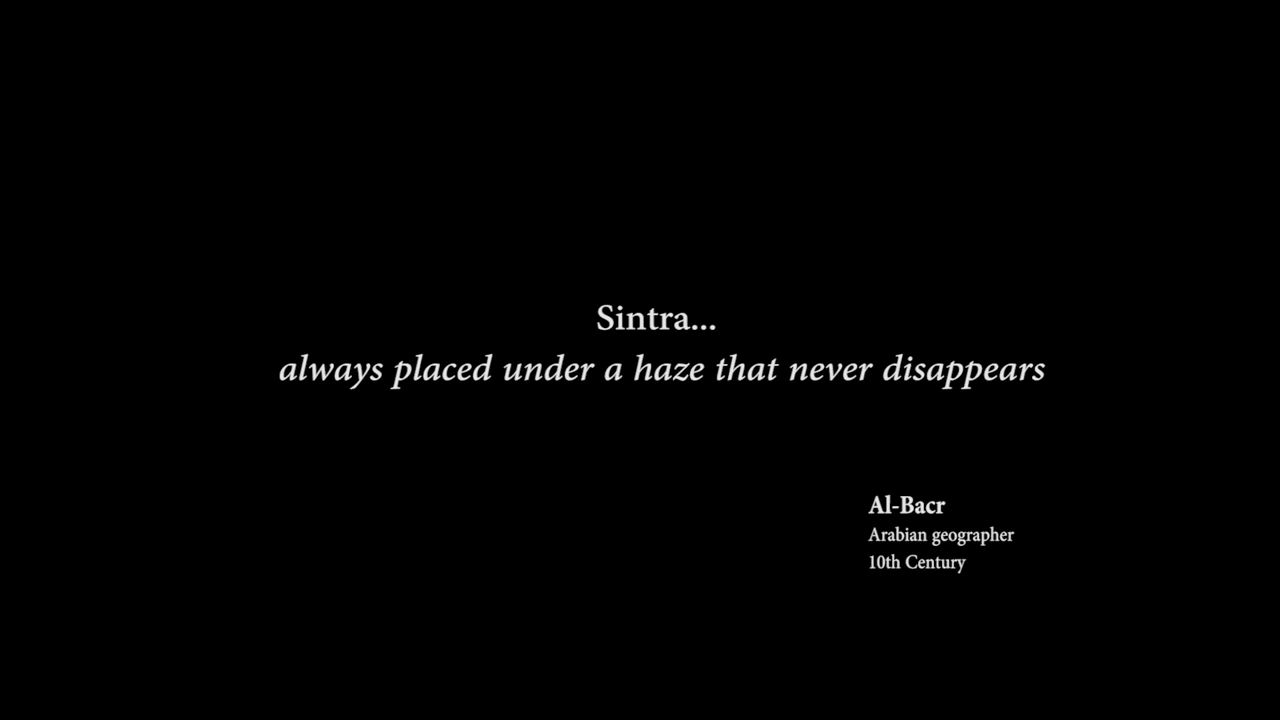 Sintra...
always placed under a haze that never disappears
Al-Bacr
Arabian geographer
10th Century